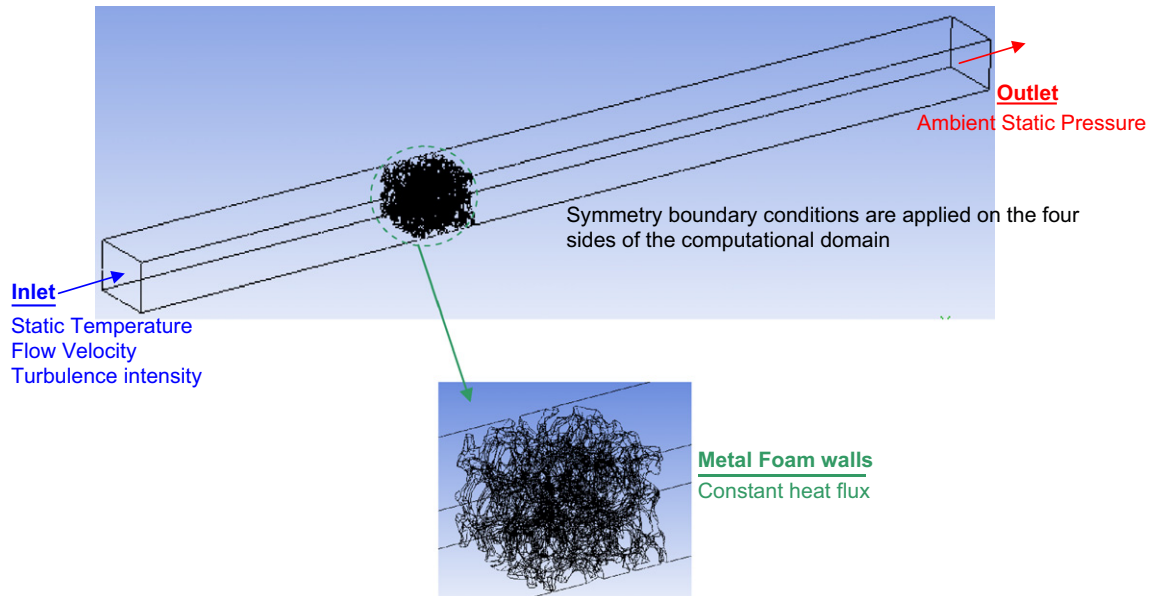 Outlet
Ambient Static Pressure
Symmetry boundary conditions are applied on the four
sides of the computational domain
Inlet
Static Temperature
Flow Velocity
Turbulence intensity
Metal Foam walls
Constant heat flux